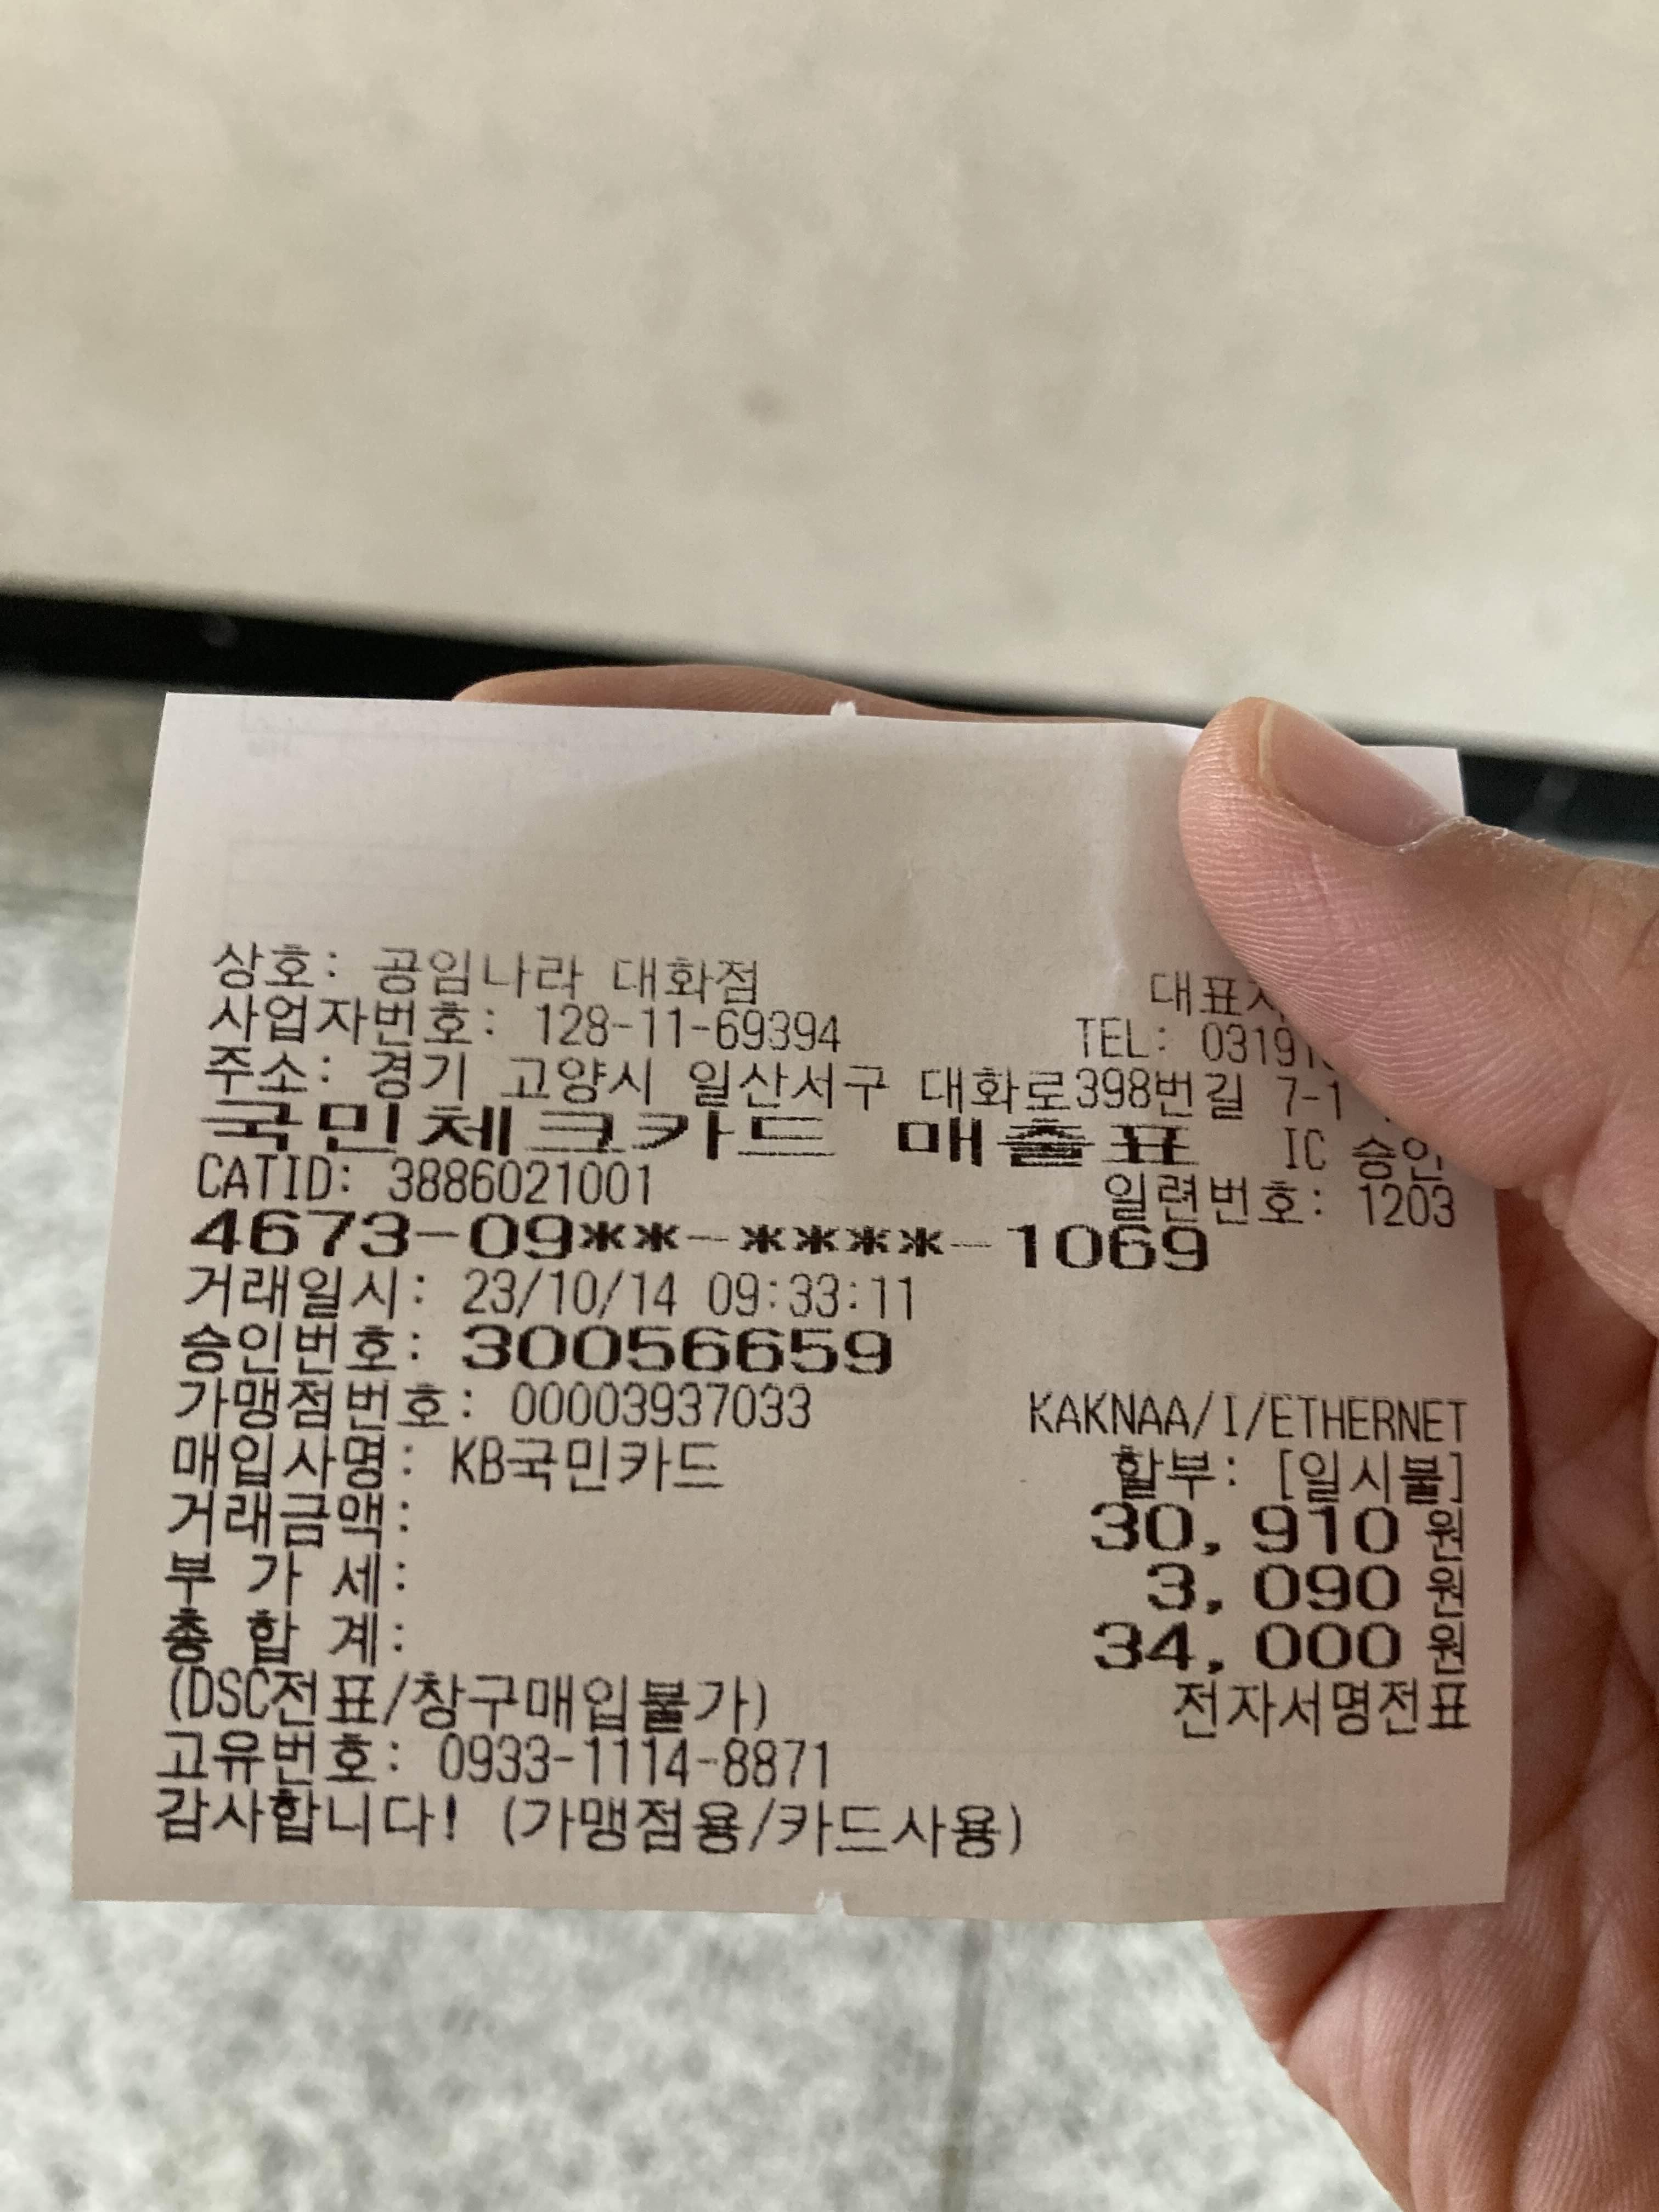 상호: 공임나라 대화점
사업자번호: 128-11-69394 TEL:
주소: 경기 고양시 일산서구 대화로398번길 7-1
국민체크카드 매출표 IC 승인
CATID: 3886021001 일련번호: 1203
4673-09**-****-1069
거래일시: 23/10/14 09:33:11
승인번호: 30056659
가맹점번호: 00003937033 KAKNAA/I/ETHERNET
매입사명: KB국민카드 할부: [일시불]
거래금액: 30,910 원
부 가 세: 3,090 원
총 합 계: 34,000 원
(DSC전표/창구매입불가) 전자서명전표
고유번호: 0933-1114-8871
감사합니다! (가맹점용/카드사용)